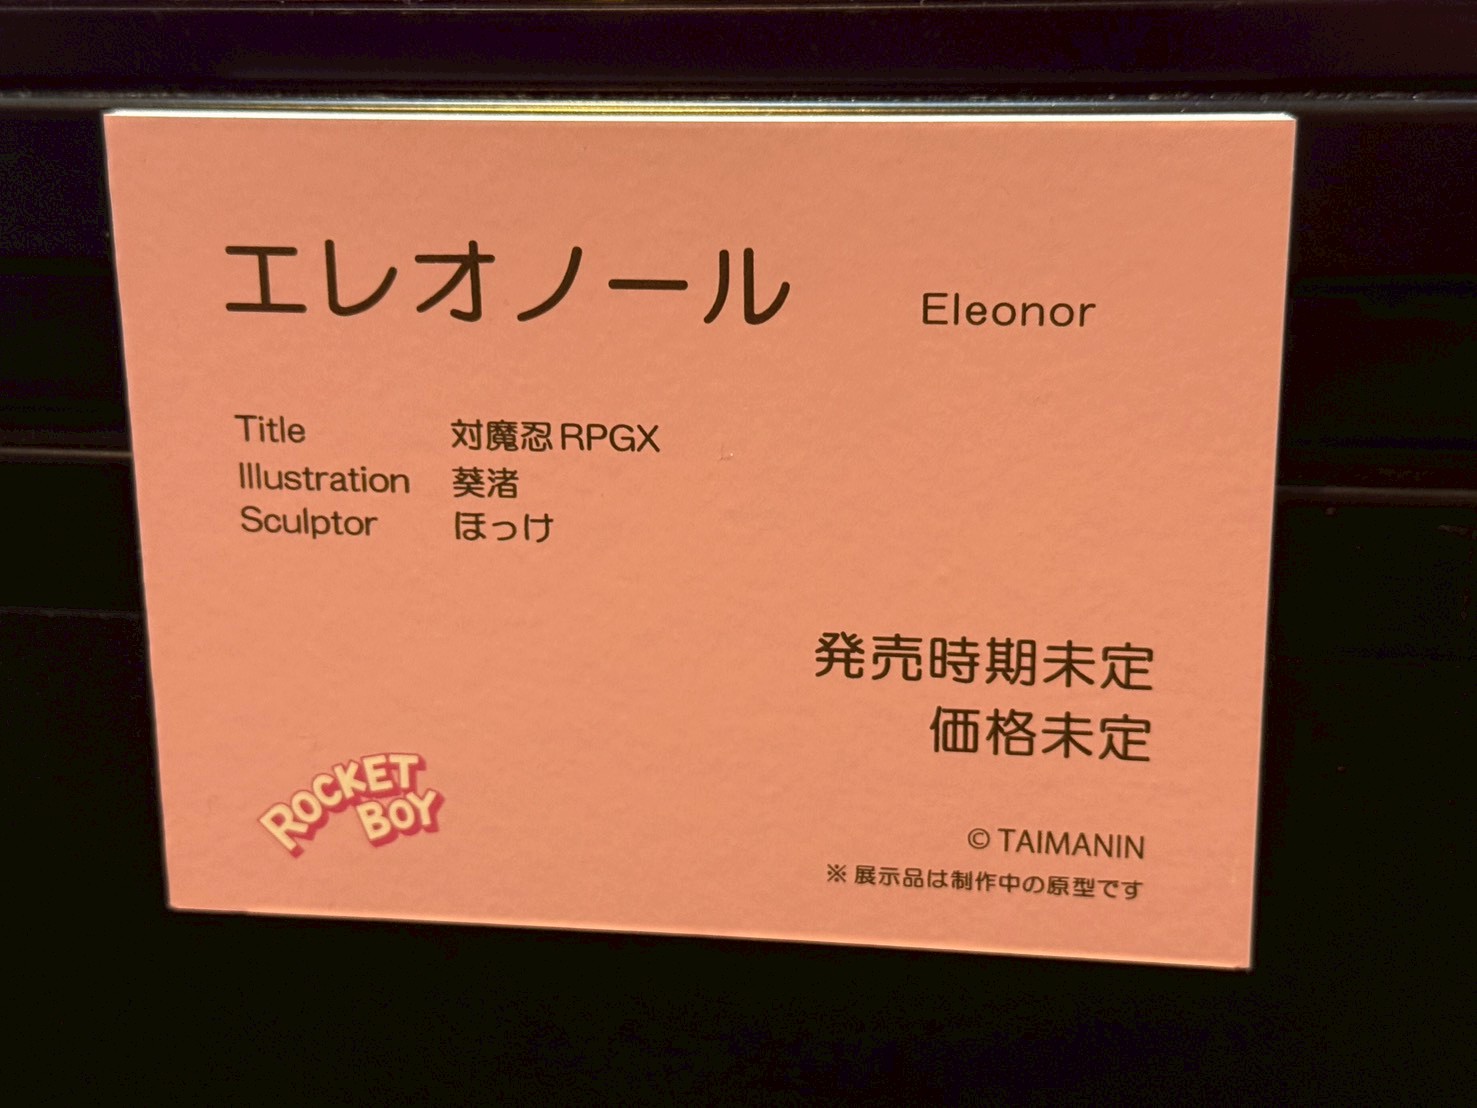 エレオノール Eleonor
Title 対魔忍RPGX
Illustration 葵渚
Sculptor ほっけ
発売時期未定
価格未定
ROCKET
BOY
© TAIMANIN
※展示品は制作中の原型です